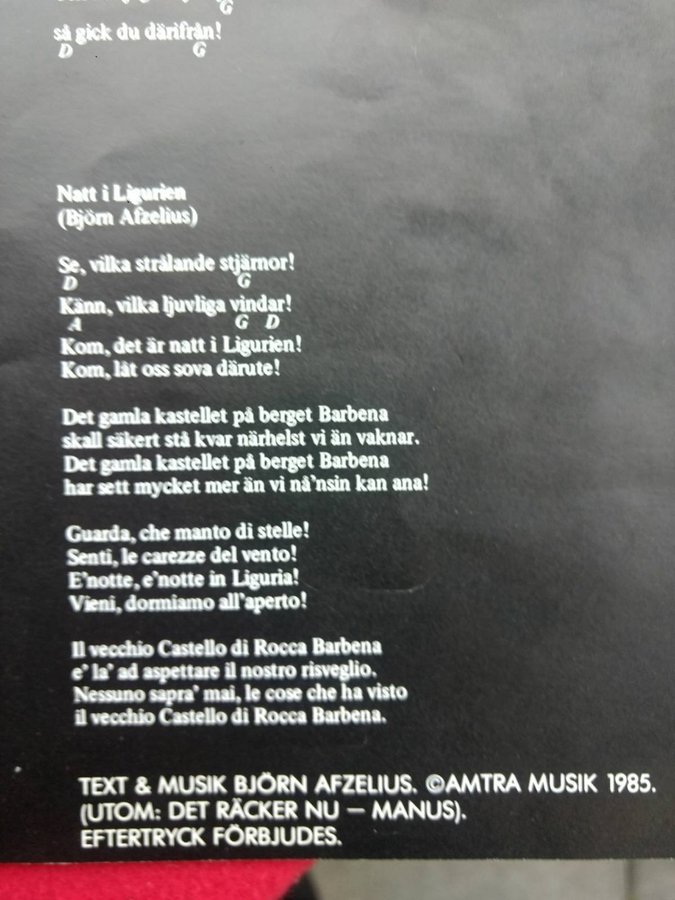 G
så gick du därifrån!
D G
Natt i Ligurien
(Björn Afzelius)
Se, vilka strålande stjärnor!
D G
Känn, vilka ljuvliga vindar!
A G D
Kom, det är natt i Ligurien!
Kom, låt oss sova därute!
Det gamla kastellet på berget Barbena
skall säkert stå kvar närhelst vi än vaknar.
Det gamla kastellet på berget Barbena
har sett mycket mer än vi nå'nsin kan ana!
Guarda, che manto di stelle!
Senti, le carezze del vento!
E'notte, e'notte in Liguria!
Vieni, dormiamo all'aperto!
Il vecchio Castello di Rocca Barbena
e' la' ad aspettare il nostro risveglio.
Nessuno sapra' mai, le cose che ha visto
il vecchio Castello di Rocca Barbena.
TEXT & MUSIK BJÖRN AFZELIUS. ©AMTRA MUSIK 1985.
(UTOM: DET RÄCKER NU — MANUS).
EFTERTRYCK FÖRBJUDES.